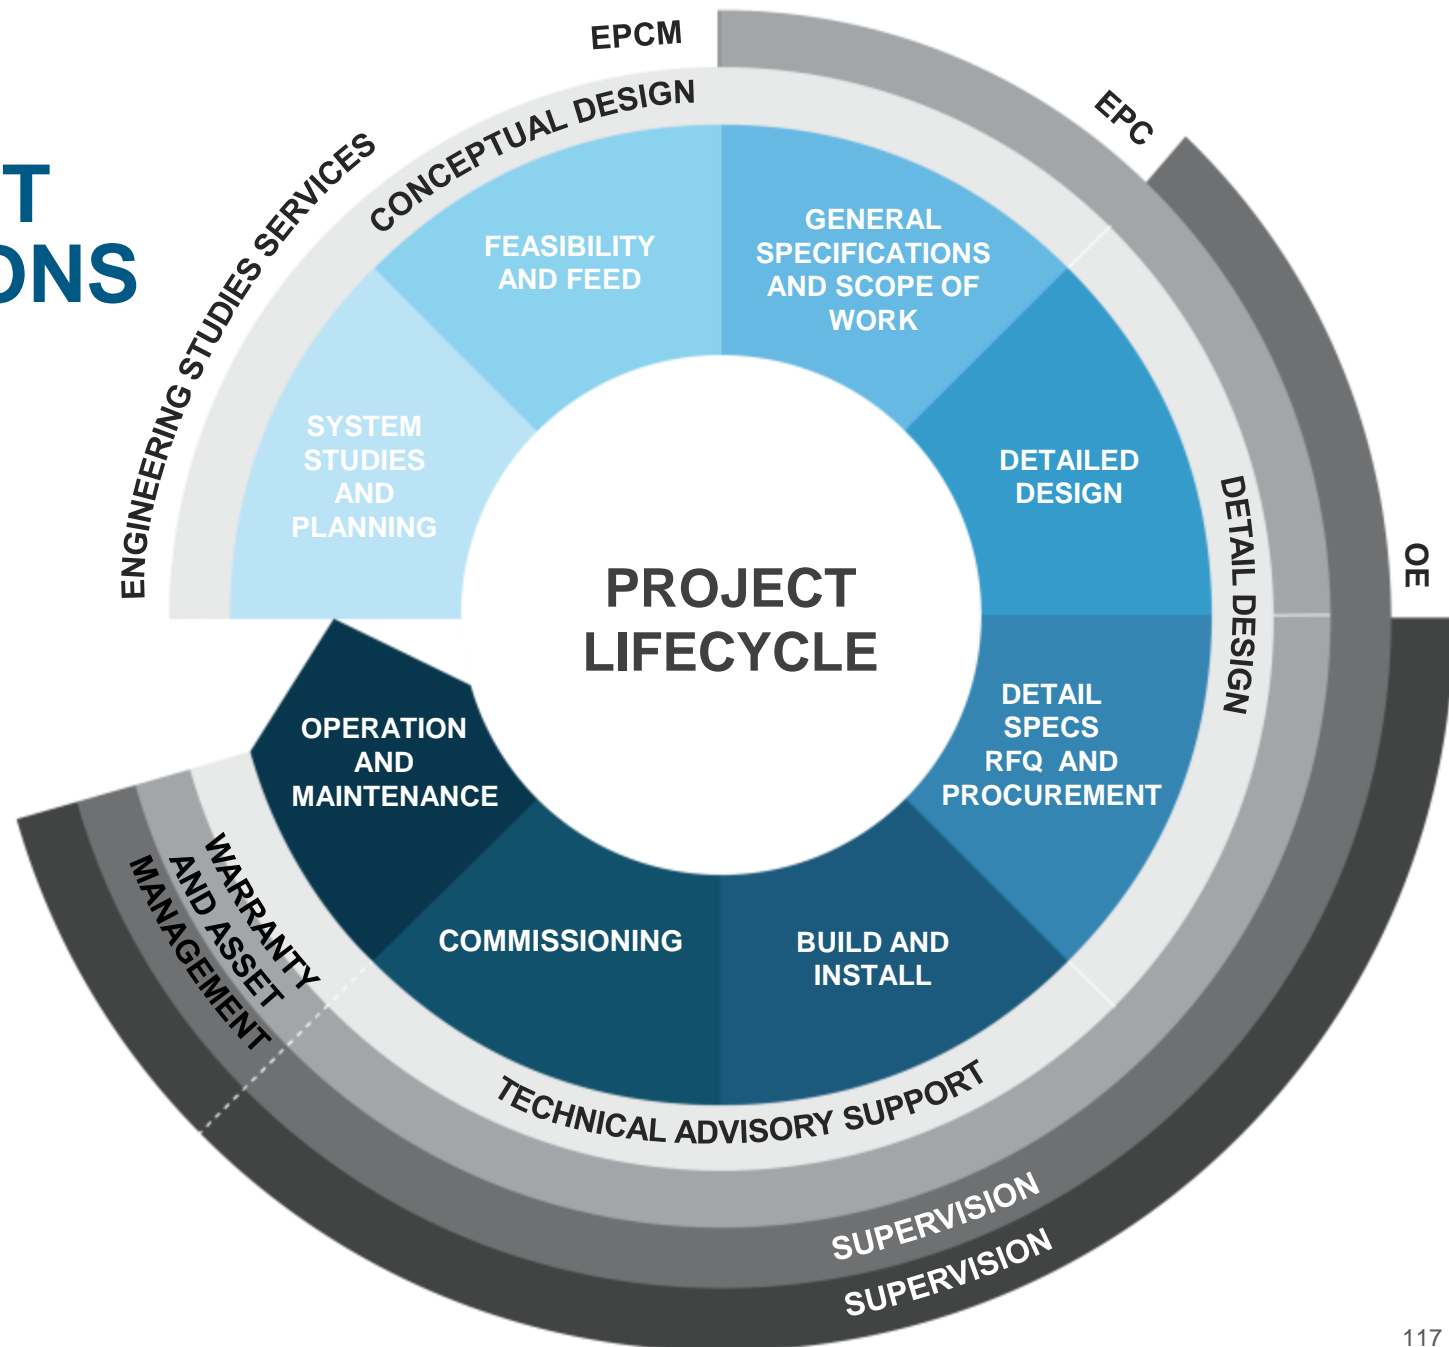 T
ONS
EPCM
EPC
OE
ENGINEERING STUDIES SERVICES
CONCEPTUAL DESIGN
DETAIL DESIGN
TECHNICAL ADVISORY SUPPORT
WARRANTY
AND ASSET
MANAGEMENT
SUPERVISION
SUPERVISION
SYSTEM
STUDIES
AND
PLANNING
FEASIBILITY
AND FEED
GENERAL
SPECIFICATIONS
AND SCOPE OF
WORK
DETAILED
DESIGN
DETAIL
SPECS
RFQ AND
PROCUREMENT
BUILD AND
INSTALL
COMMISSIONING
OPERATION
AND
MAINTENANCE
PROJECT
LIFECYCLE
117